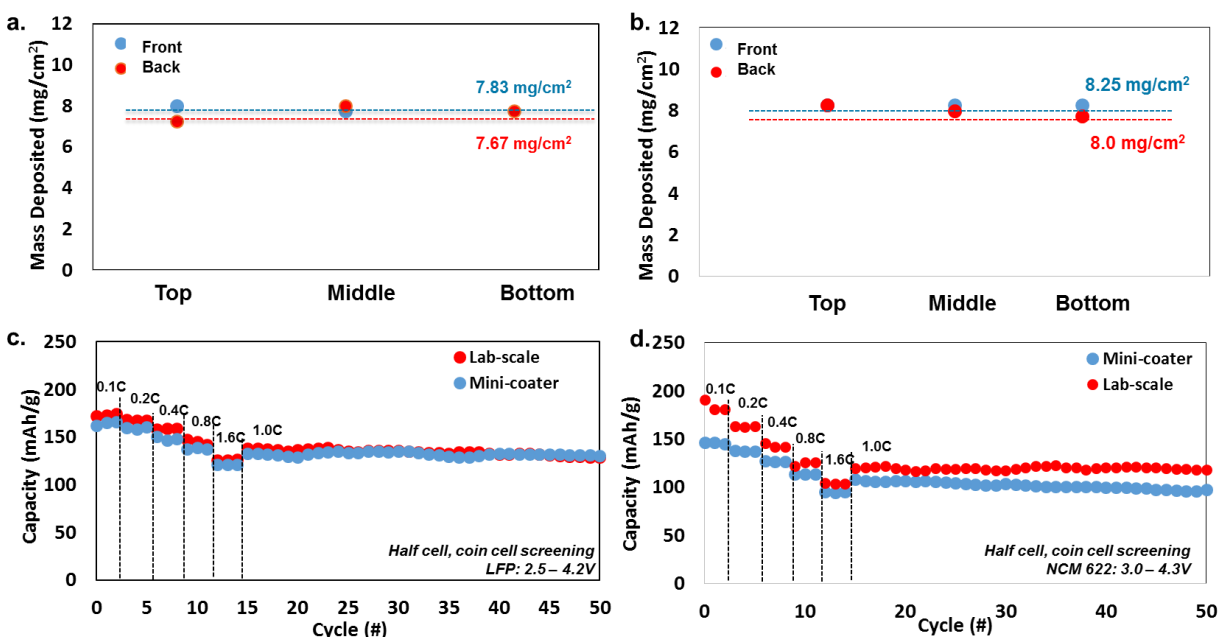 a.
12
10
8
6
4
2
0
Mass Deposited (mg/cm²)
Front
Back
7.83 mg/cm²
7.67 mg/cm²
Top Middle Bottom
b.
12
10
8
6
4
2
0
Mass Deposited (mg/cm²)
Front
Back
8.25 mg/cm²
8.0 mg/cm²
Top Middle Bottom
c.
250
200
150
100
50
0
Capacity (mAh/g)
Lab-scale
Mini-coater
0.1C
0.2C
0.4C
0.8C
1.6C
1.0C
Half cell, coin cell screening
LFP: 2.5 – 4.2V
0 5 10 15 20 25 30 35 40 45 50
Cycle (#)
d.
250
200
150
100
50
0
Capacity (mAh/g)
Mini-coater
Lab-scale
0.1C
0.2C
0.4C
0.8C
1.6C
1.0C
Half cell, coin cell screening
NCM 622: 3.0 – 4.3V
0 10 20 30 40 50
Cycle (#)